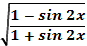 √((1 − sin 2x)/(1 + sin 2x))